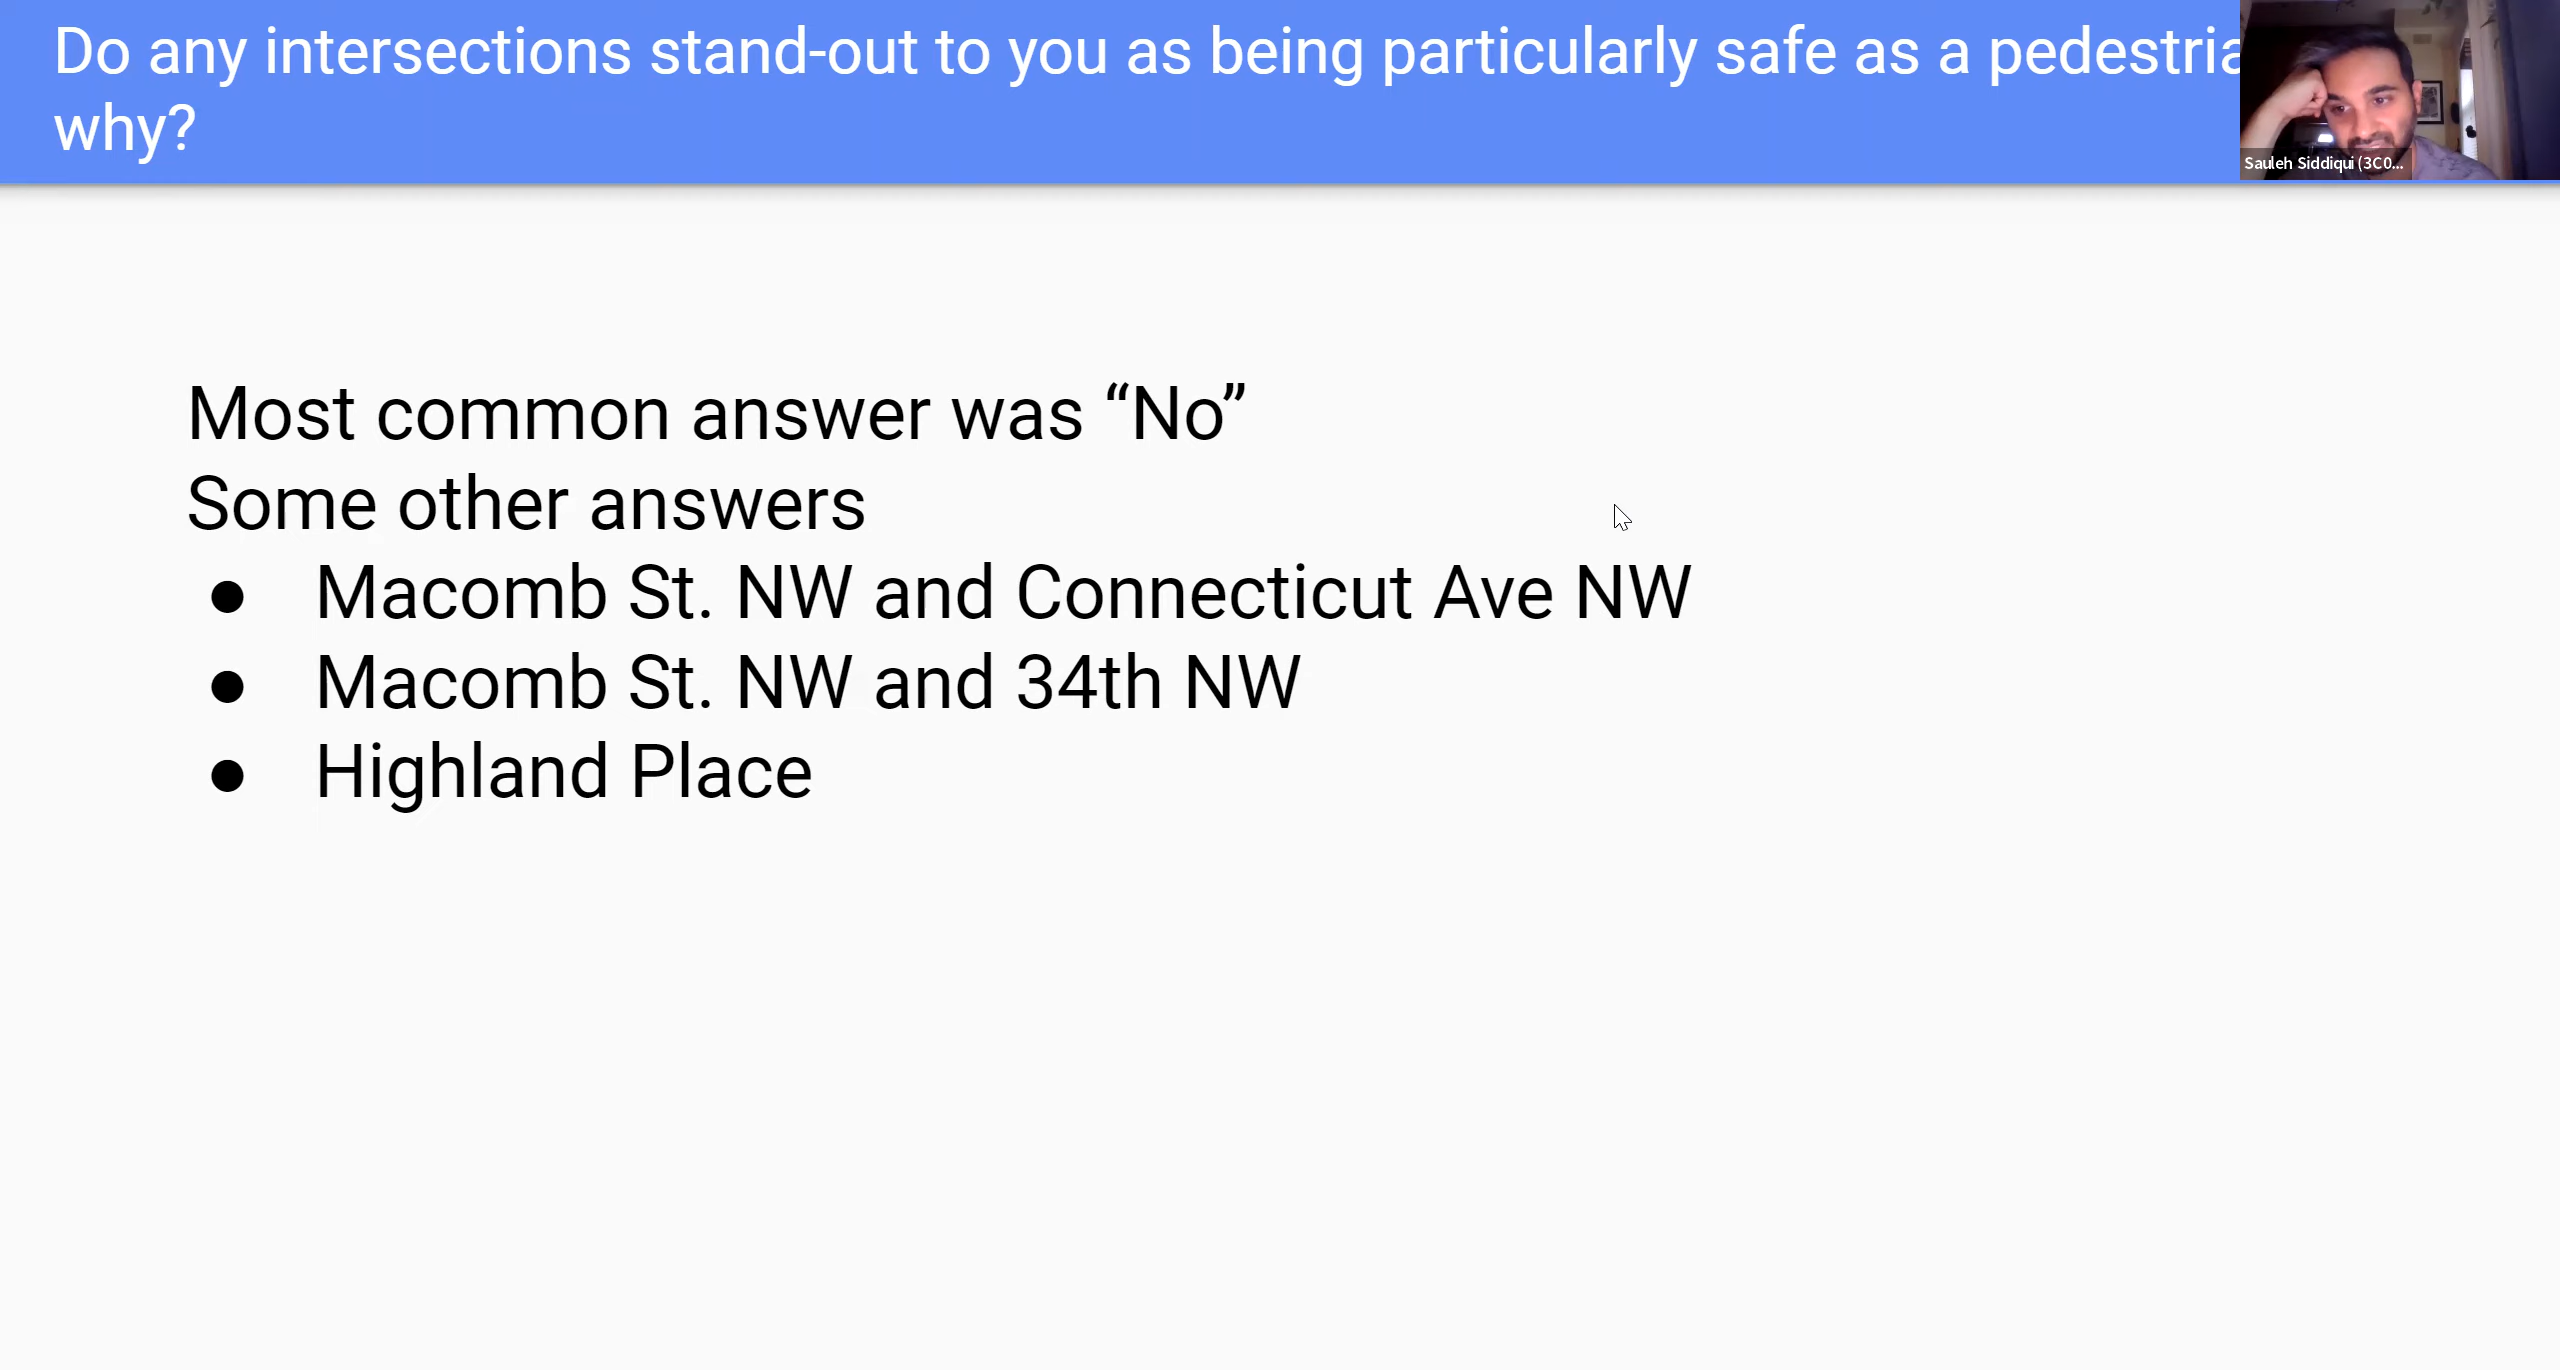 Do any intersections stand-out to you as being particularly safe as a
why?
Sauleh Siddiqui (3C0...
Most common answer was “No”
Some other answers
● Macomb St. NW and Connecticut Ave NW
● Macomb St. NW and 34th NW
● Highland Place